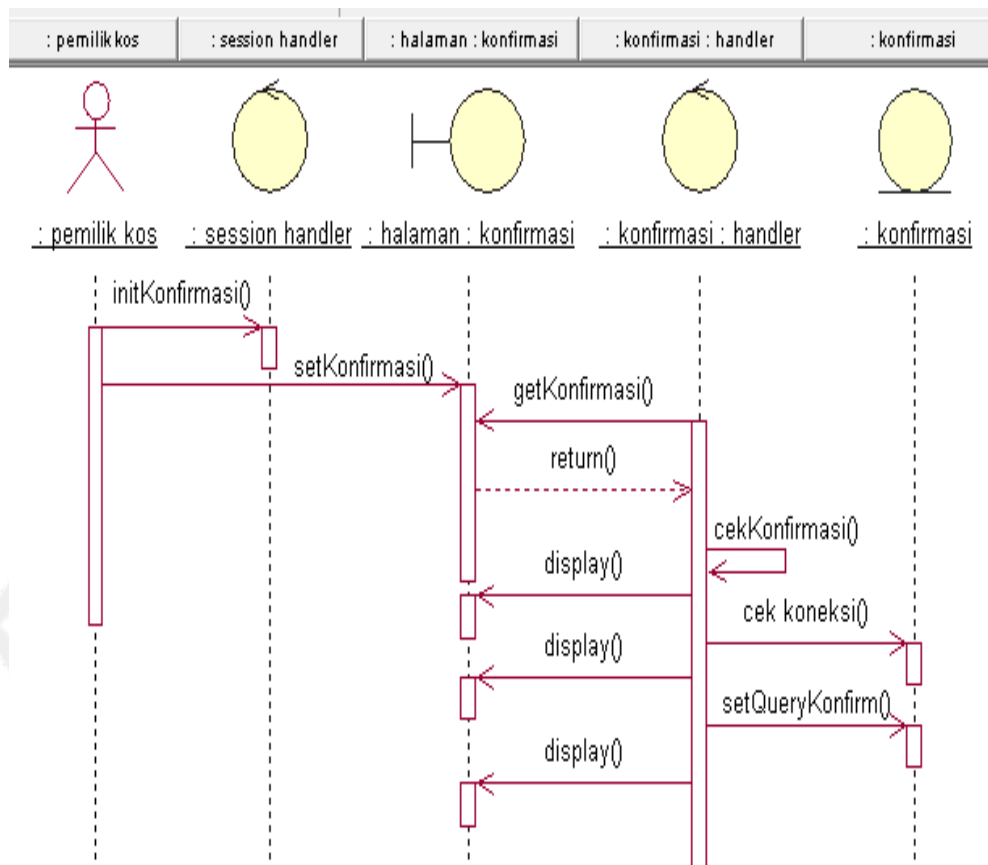 : pemilik kos
: session handler
: halaman : konfirmasi
: konfirmasi : handler
: konfirmasi
: pemilik kos
: session handler
: halaman : konfirmasi
: konfirmasi : handler
: konfirmasi
initKonfirmasi()
setKonfirmasi()
getKonfirmasi()
return()
cekKonfirmasi()
display()
cek koneksi()
display()
setQueryKonfirm()
display()